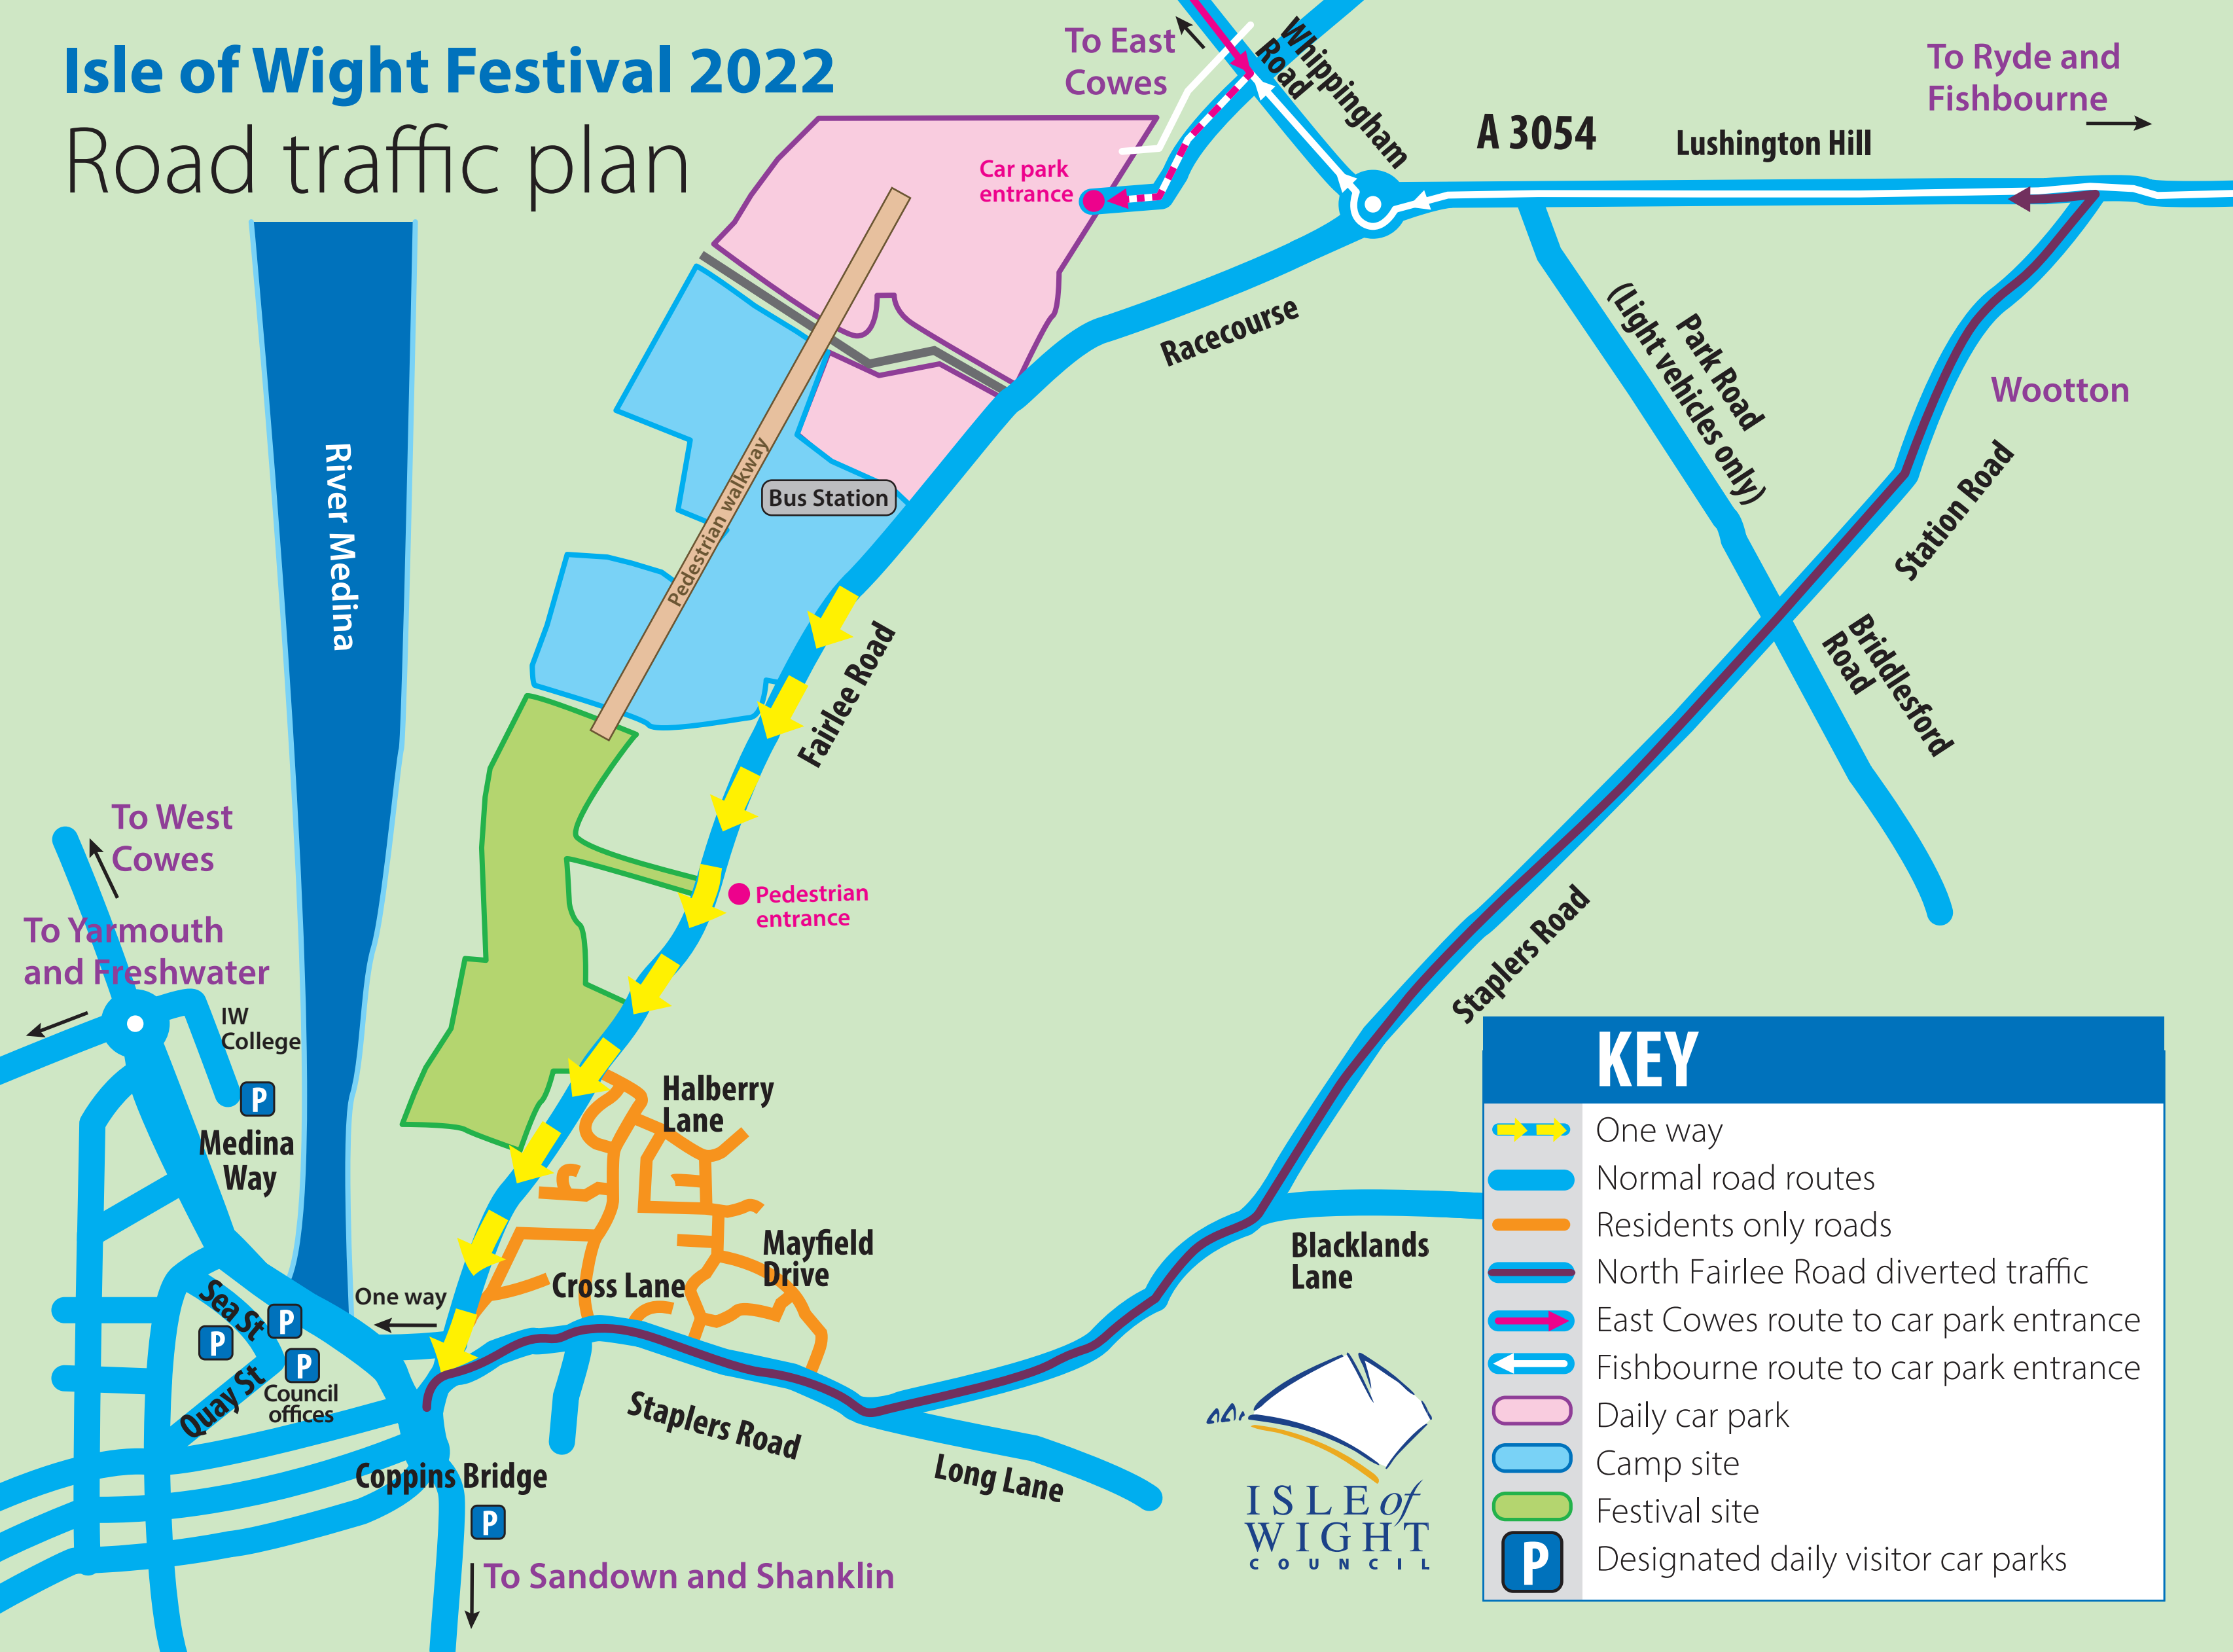 Isle of Wight Festival 2022
Road traffic plan
To East
Cowes
Whippingham
Road
A 3054
Lushington Hill
To Ryde and
Fishbourne
Car park
entrance
Racecourse
Park Road
(Light vehicles only)
Wootton
Station Road
Briddlesford
Road
River Medina
Pedestrian walkway
Bus Station
Fairlee Road
Pedestrian
entrance
To West
Cowes
To Yarmouth
and Freshwater
IW
College
P
Medina
Way
Halberry
Lane
Mayfield
Drive
Cross Lane
One way
Sea St
P
P
P
Quay St
Council
offices
Staplers Road
Blacklands
Lane
Staplers Road
Long Lane
Coppins Bridge
P
To Sandown and Shanklin
ISLE of
WIGHT
COUNCIL
KEY
One way
Normal road routes
Residents only roads
North Fairlee Road diverted traffic
East Cowes route to car park entrance
Fishbourne route to car park entrance
Daily car park
Camp site
Festival site
P
Designated daily visitor car parks